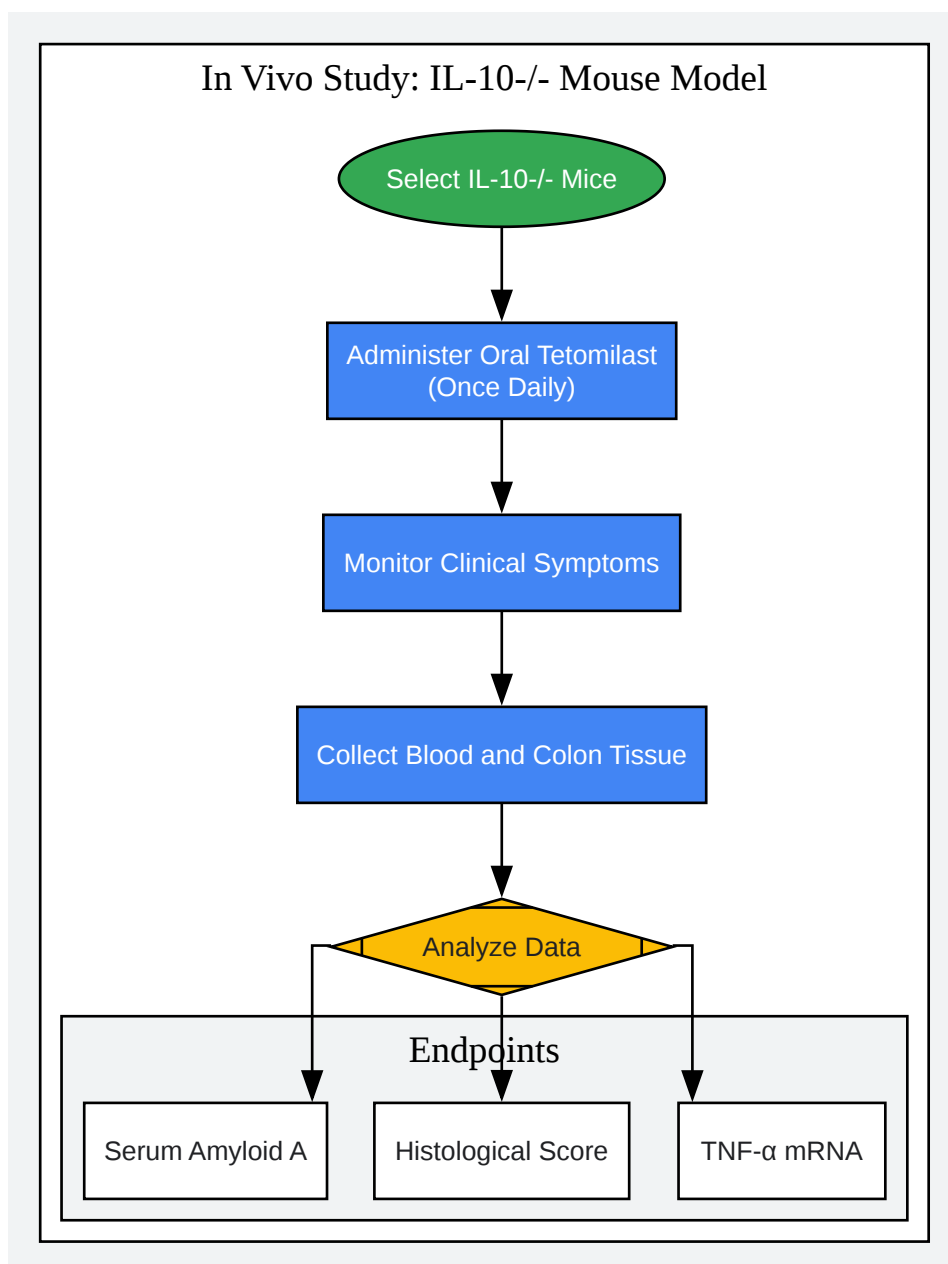 In Vivo Study: IL-10-/- Mouse Model
Select IL-10-/- Mice
Administer Oral Tetomilast
(Once Daily)
Monitor Clinical Symptoms
Collect Blood and Colon Tissue
Analyze Data
Endpoints
Serum Amyloid A
Histological Score
TNF-α mRNA